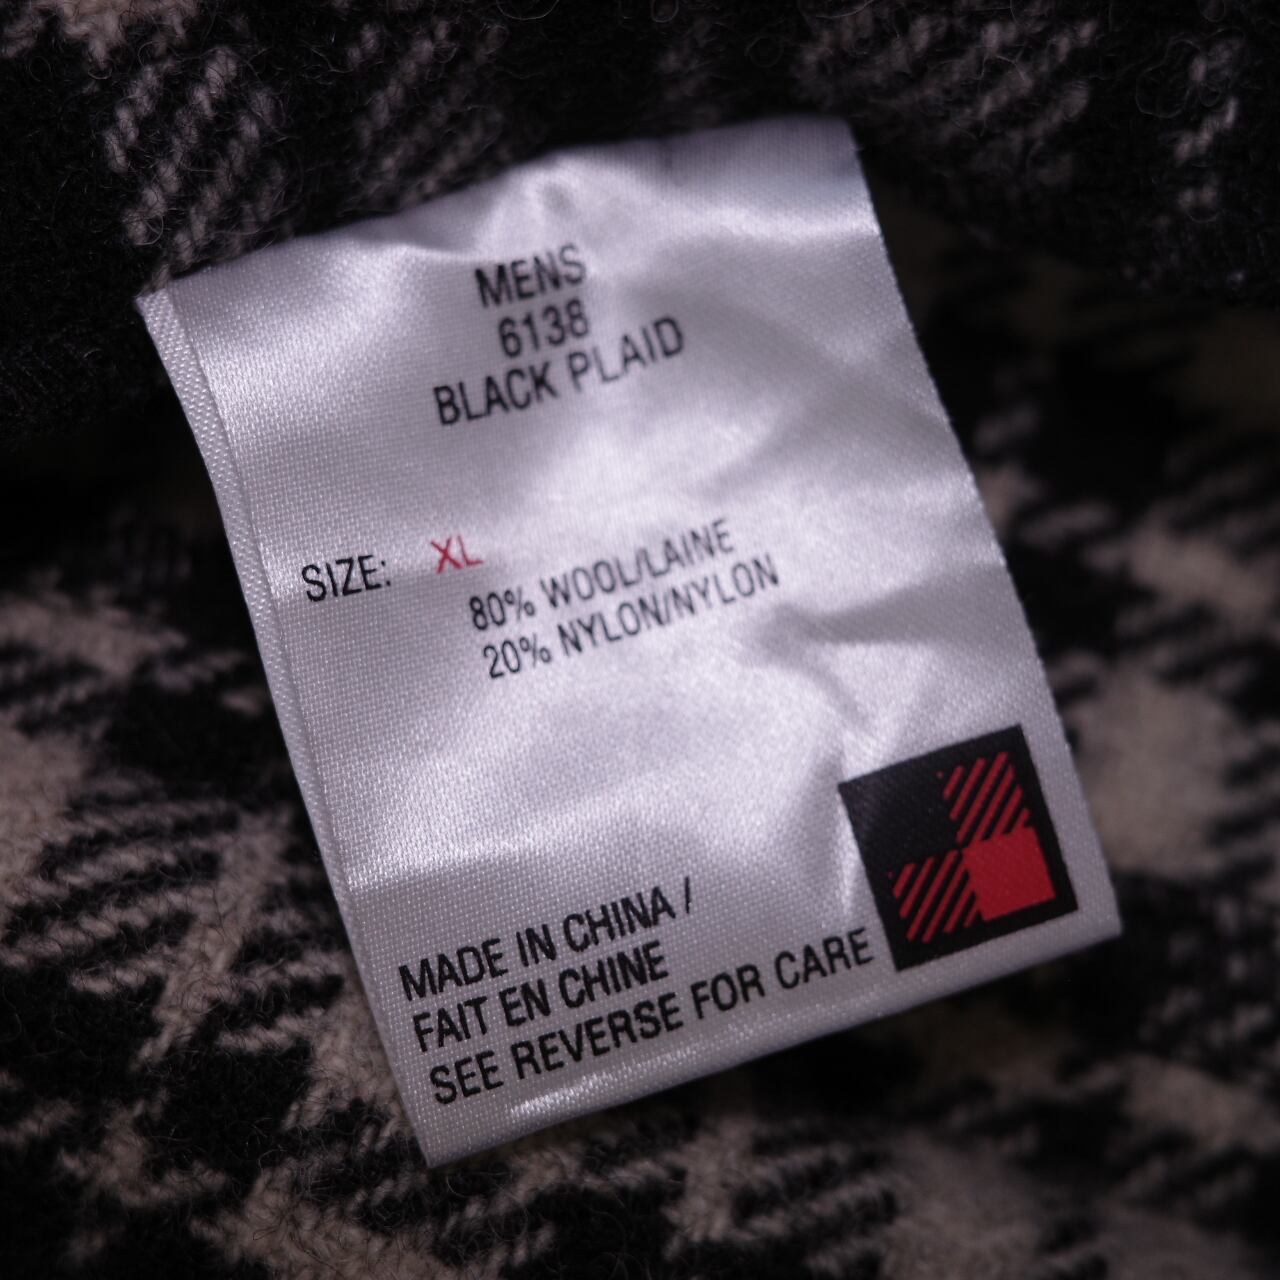 MENS
6138
BLACK PLAID
SIZE: XL
80% WOOL/LAINE
20% NYLON/NYLON
MADE IN CHINA /
FAIT EN CHINE
SEE REVERSE FOR CARE